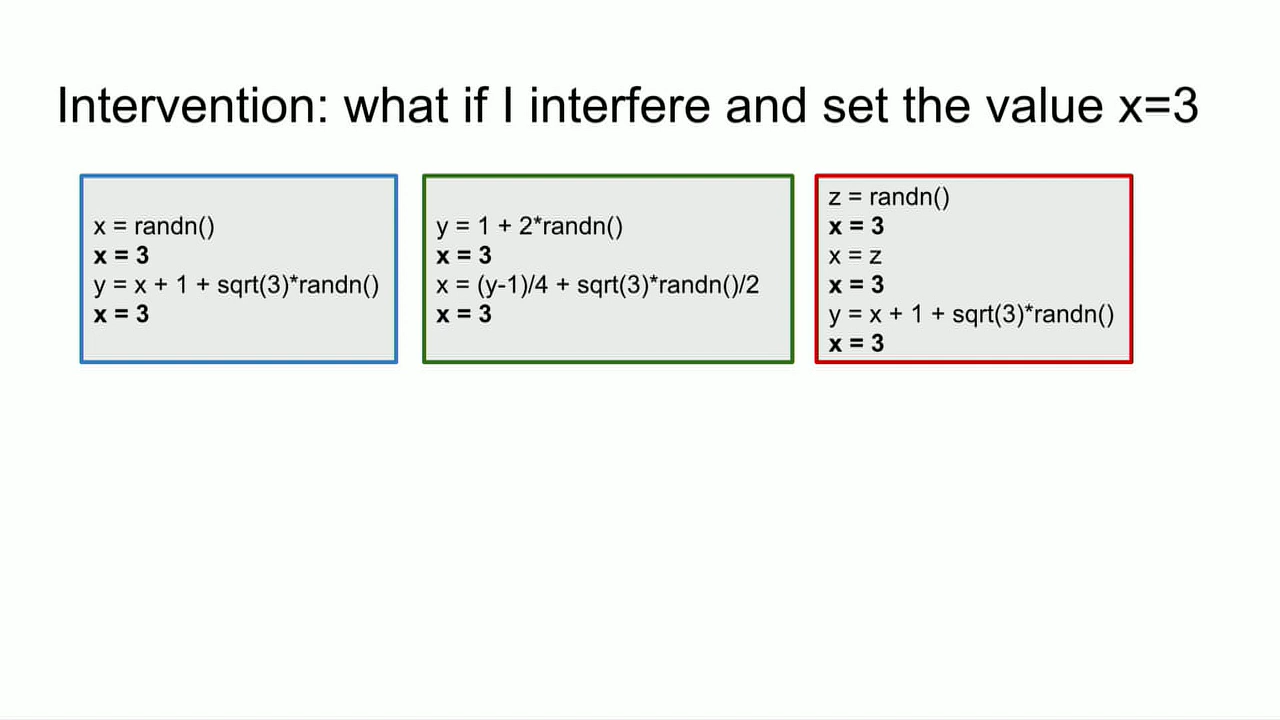 Intervention: what if I interfere and set the value x=3
x = randn()
x = 3
y = x + 1 + sqrt(3)*randn()
x = 3
y = 1 + 2*randn()
x = 3
x = (y-1)/4 + sqrt(3)*randn()/2
x = 3
z = randn()
x = 3
x = z
x = 3
y = x + 1 + sqrt(3)*randn()
x = 3